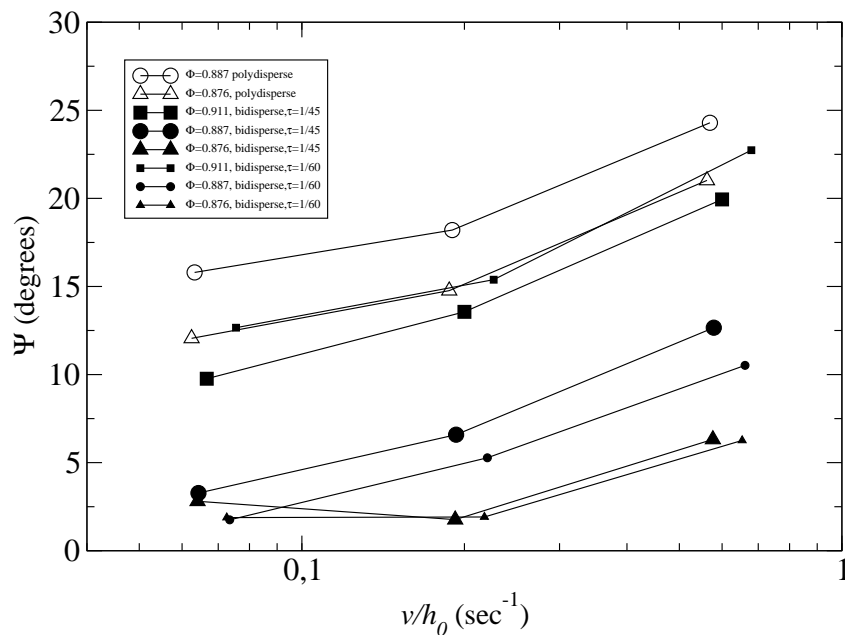 30
25
20
15
10
5
0
Ψ (degrees)
Φ=0.887 polydisperse
Φ=0.876, polydisperse
Φ=0.911, bidisperse,τ=1/45
Φ=0.887, bidisperse,τ=1/45
Φ=0.876, bidisperse,τ=1/45
Φ=0.911, bidisperse,τ=1/60
Φ=0.887, bidisperse,τ=1/60
Φ=0.876, bidisperse,τ=1/60
0,1
1
v/h₀ (sec⁻¹)